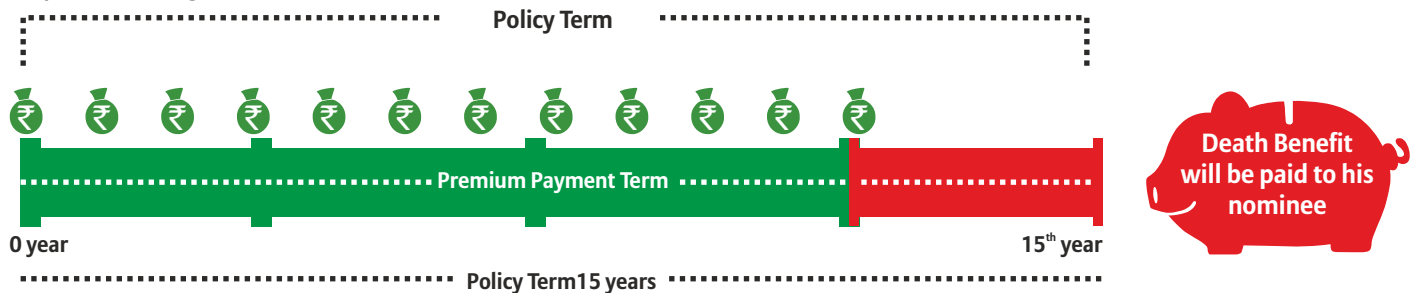 Policy Term
₹ ₹ ₹ ₹ ₹ ₹ ₹ ₹ ₹ ₹ ₹ ₹
Premium Payment Term
0 year
15th year
Policy Term15 years
Death Benefit
will be paid to his
nominee